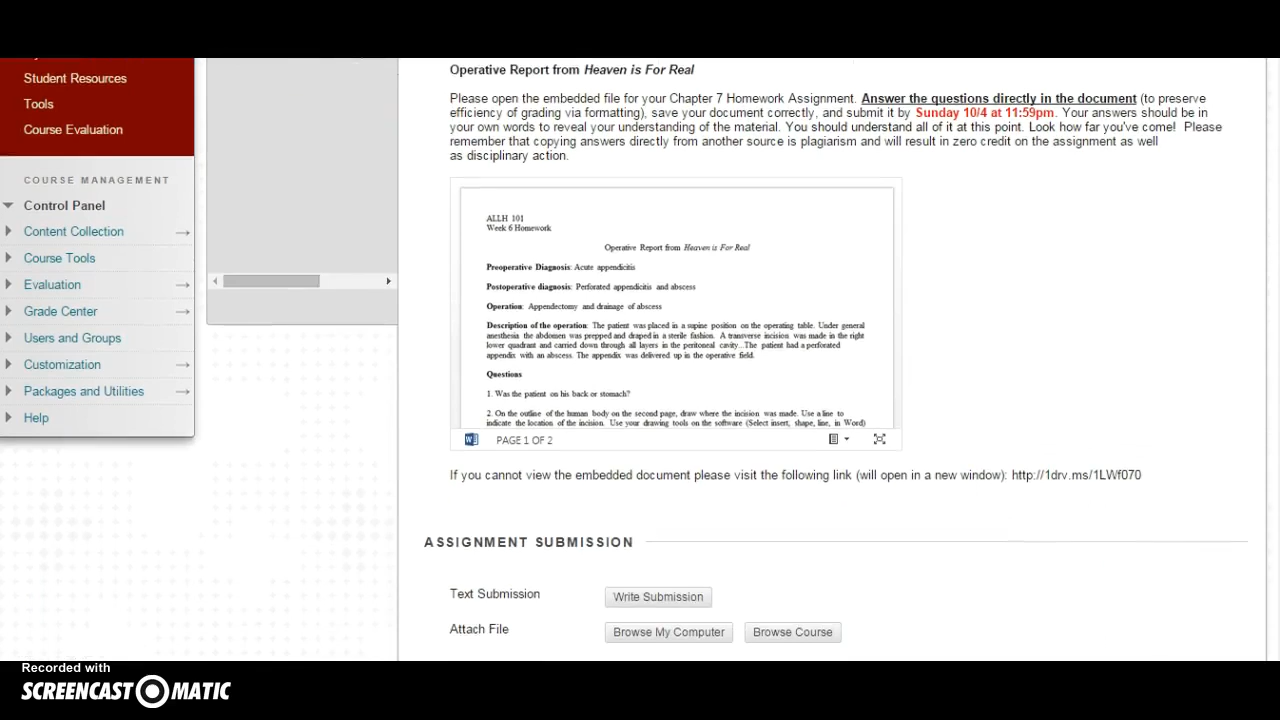 Student Resources
Tools
Course Evaluation
COURSE MANAGEMENT
Control Panel
Content Collection
Course Tools
Evaluation
Grade Center
Users and Groups
Customization
Packages and Utilities
Help
Operative Report from Heaven is For Real
Please open the embedded file for your Chapter 7 Homework Assignment. Answer the questions directly in the document (to preserve
efficiency of grading via formatting), save your document correctly, and submit it by Sunday 10/4 at 11:59pm. Your answers should be in
your own words to reveal your understanding of the material. You should understand all of it at this point. Look how far you've come! Please
remember that copying answers directly from another source is plagiarism and will result in zero credit on the assignment as well
as disciplinary action.
ALLH 101
Week 6 Homework
Operative Report from Heaven is For Real
Preoperative Diagnosis: Acute appendicitis
Postoperative diagnosis: Perforated appendicitis and abscess
Operation: Appendectomy and drainage of abscess
Description of the operation: The patient was placed in a supine position on the operating table. Under general
anesthesia the abdomen was prepped and draped in a sterile fashion. A transverse incision was made in the right
lower quadrant and carried down through all layers in the peritoneal cavity...The patient had a perforated
appendix with an abscess. The appendix was delivered up in the operative field.
Questions
1. Was the patient on his back or stomach?
2. On the outline of the human body on the second page, draw where the incision was made. Use a line to
indicate the location of the incision. Use your drawing tools on the software (Select insert, shape, line, in Word)
PAGE 1 OF 2
If you cannot view the embedded document please visit the following link (will open in a new window): http://1drv.ms/1LWf070
ASSIGNMENT SUBMISSION
Text Submission
Write Submission
Attach File
Browse My Computer
Browse Course
Recorded with
SCREENCAST-O-MATIC